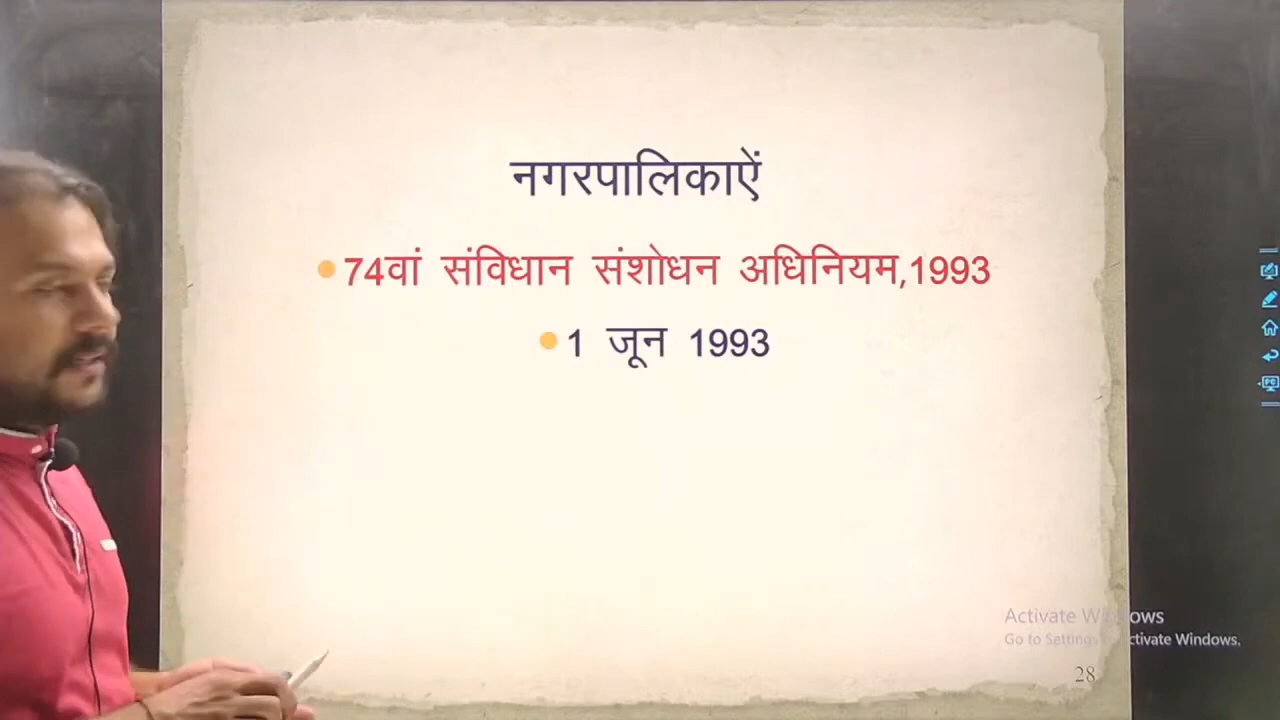 नगरपालिकाऐं
74वां संविधान संशोधन अधिनियम,1993
1 जून 1993
Activate Windows
Go to Settings to activate Windows.
28